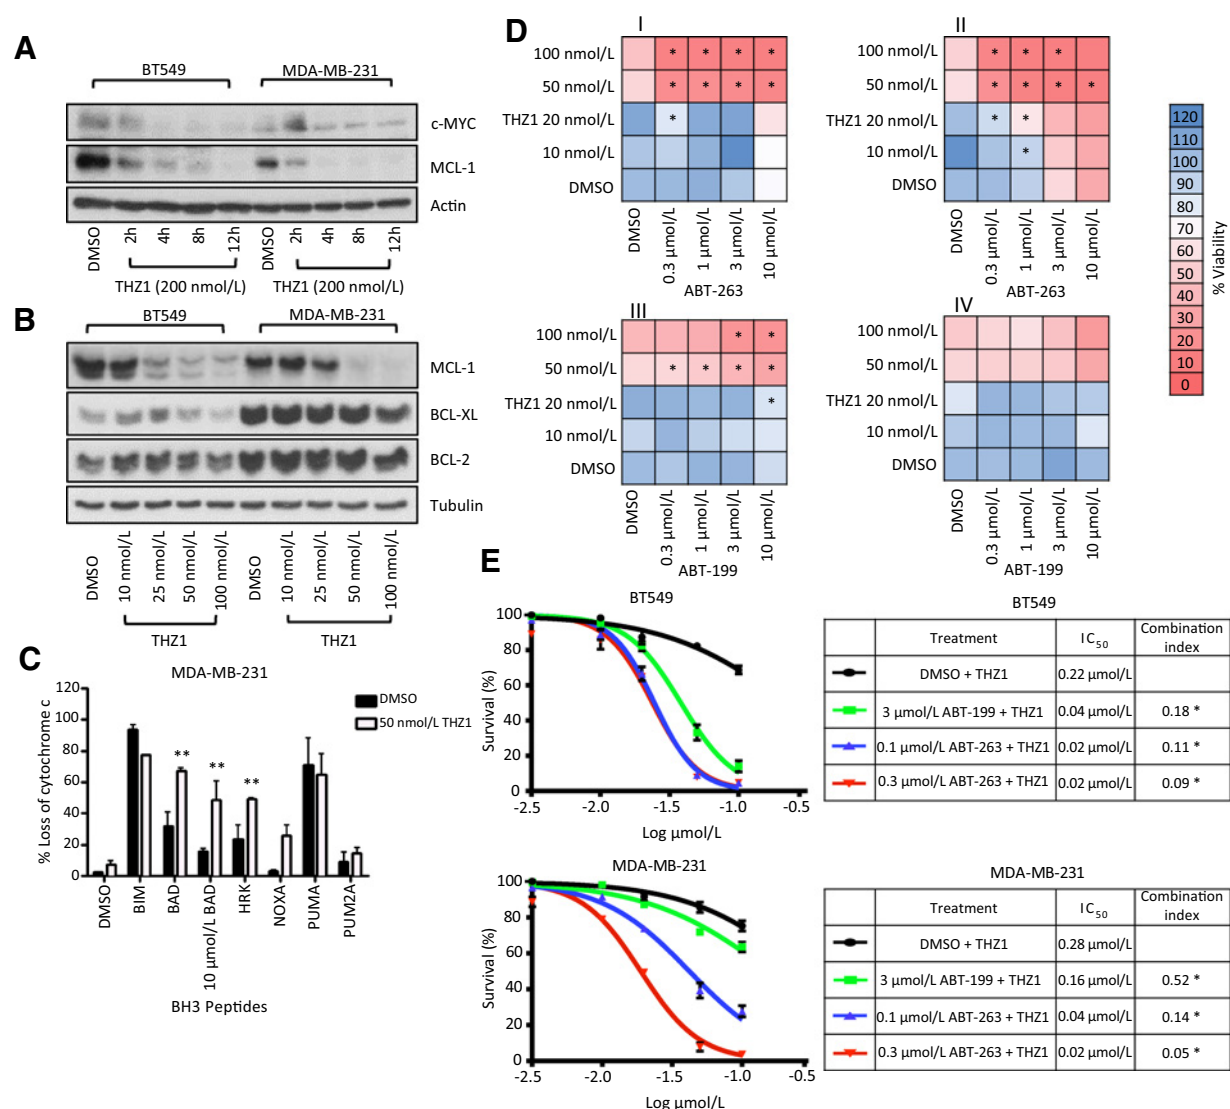 A
BT549
MDA-MB-231
c-MYC
MCL-1
Actin
DMSO
2h
4h
8h
12h
DMSO
2h
4h
8h
12h
THZ1 (200 nmol/L)
THZ1 (200 nmol/L)
B
BT549
MDA-MB-231
MCL-1
BCL-XL
BCL-2
Tubulin
DMSO
10 nmol/L
25 nmol/L
50 nmol/L
100 nmol/L
DMSO
10 nmol/L
25 nmol/L
50 nmol/L
100 nmol/L
THZ1
THZ1
C
MDA-MB-231
% Loss of cytochrome c
120
100
80
60
40
20
0
DMSO
50 nmol/L THZ1
**
**
**
DMSO
BIM
BAD
10 µmol/L BAD
HRK
NOXA
PUMA
PUM2A
BH3 Peptides
D
I
100 nmol/L * * * *
50 nmol/L * * * *
THZ1 20 nmol/L *
10 nmol/L
DMSO
DMSO
0.3 µmol/L
1 µmol/L
3 µmol/L
10 µmol/L
ABT-263
II
100 nmol/L * * *
50 nmol/L * * * *
THZ1 20 nmol/L * *
10 nmol/L *
DMSO
DMSO
0.3 µmol/L
1 µmol/L
3 µmol/L
10 µmol/L
ABT-263
120
110
100
90
80
70
60
50
40
30
20
10
0
% Viability
III
100 nmol/L * *
50 nmol/L * * * *
THZ1 20 nmol/L *
10 nmol/L
DMSO
DMSO
0.3 µmol/L
1 µmol/L
3 µmol/L
10 µmol/L
ABT-199
IV
100 nmol/L
50 nmol/L
THZ1 20 nmol/L
10 nmol/L
DMSO
DMSO
0.3 µmol/L
1 µmol/L
3 µmol/L
10 µmol/L
ABT-199
E
BT549
Survival (%)
100
80
60
40
20
0
-2.5 -2.0 -1.5 -1.0 -0.5
Log µmol/L
BT549
Treatment IC50 Combination index
DMSO + THZ1 0.22 µmol/L
3 µmol/L ABT-199 + THZ1 0.04 µmol/L 0.18 *
0.1 µmol/L ABT-263 + THZ1 0.02 µmol/L 0.11 *
0.3 µmol/L ABT-263 + THZ1 0.02 µmol/L 0.09 *
MDA-MB-231
Survival (%)
100
80
60
40
20
0
-2.5 -2.0 -1.5 -1.0 -0.5
Log µmol/L
MDA-MB-231
Treatment IC50 Combination index
DMSO + THZ1 0.28 µmol/L
3 µmol/L ABT-199 + THZ1 0.16 µmol/L 0.52 *
0.1 µmol/L ABT-263 + THZ1 0.04 µmol/L 0.14 *
0.3 µmol/L ABT-263 + THZ1 0.02 µmol/L 0.05 *